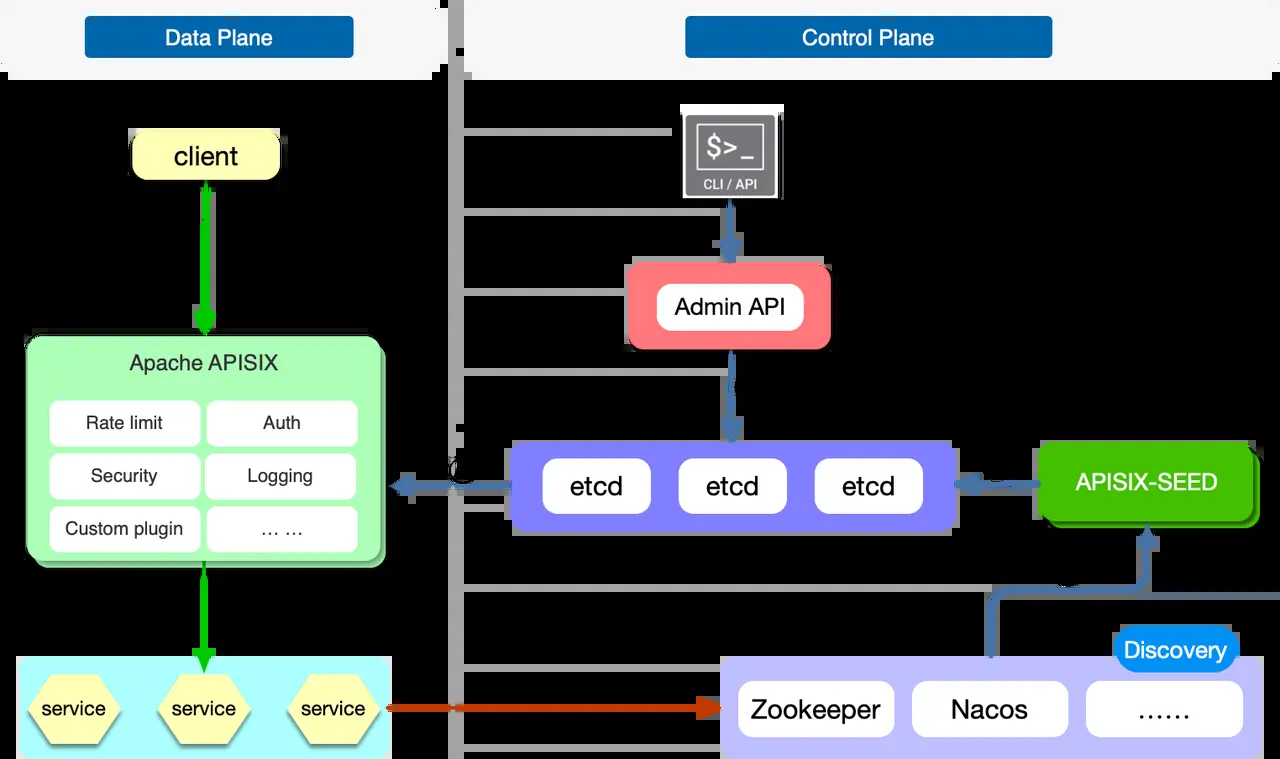 Data Plane
Control Plane
client
$>_
CLI / API
Admin API
Apache APISIX
Rate limit
Auth
Security
Logging
Custom plugin
... ...
etcd
etcd
etcd
APISIX-SEED
Discovery
service
service
service
Zookeeper
Nacos
......